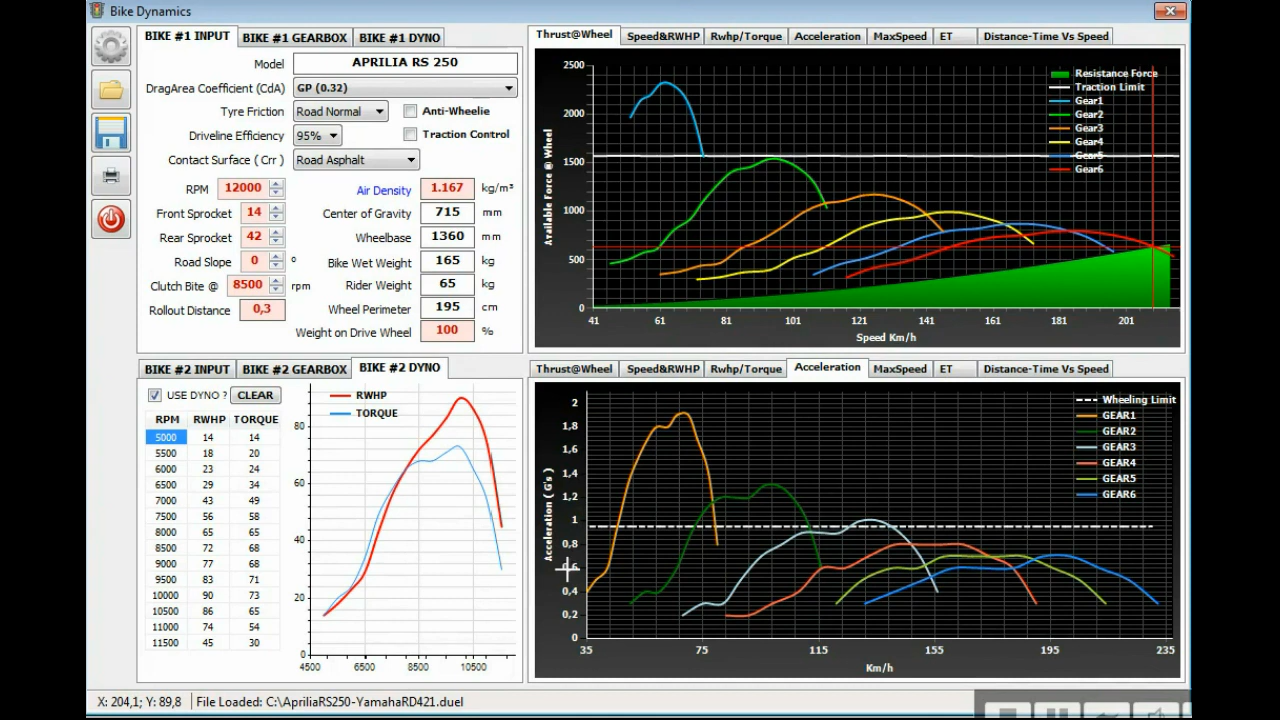 Bike Dynamics
BIKE #1 INPUT BIKE #1 GEARBOX BIKE #1 DYNO
Model APRILIA RS 250
DragArea Coefficient (CdA) GP (0.32)
Tyre Friction Road Normal Anti-Wheelie
Driveline Efficiency 95% Traction Control
Contact Surface ( Crr ) Road Asphalt
RPM 12000 Air Density 1.167 kg/m³
Front Sprocket 14 Center of Gravity 715 mm
Rear Sprocket 42 Wheelbase 1360 mm
Road Slope 0 º Bike Wet Weight 165 kg
Clutch Bite @ 8500 rpm Rider Weight 65 kg
Rollout Distance 0,3 Wheel Perimeter 195 cm
Weight on Drive Wheel 100 %
Thrust@Wheel Speed&RWHP Rwhp/Torque Acceleration MaxSpeed ET Distance-Time Vs Speed
Available Force @ Wheel
2500
2000
1500
1000
500
0
Resistance Force
Traction Limit
Gear1
Gear2
Gear3
Gear4
Gear5
Gear6
41 61 81 101 121 141 161 181 201
Speed Km/h
BIKE #2 INPUT BIKE #2 GEARBOX BIKE #2 DYNO
USE DYNO ? CLEAR
RPM RWHP TORQUE
5000 14 14
5500 18 20
6000 23 24
6500 29 34
7000 43 49
7500 56 58
8000 65 65
8500 72 68
9000 77 68
9500 83 71
10000 90 73
10500 86 65
11000 74 54
11500 45 30
RWHP
TORQUE
80
60
40
20
0
4500 6500 8500 10500
Thrust@Wheel Speed&RWHP Rwhp/Torque Acceleration MaxSpeed ET Distance-Time Vs Speed
Acceleration ( G's )
2
1,8
1,6
1,4
1,2
1
0,8
0,4
0,2
0
Wheeling Limit
GEAR1
GEAR2
GEAR3
GEAR4
GEAR5
GEAR6
35 75 115 155 195 235
Km/h
X: 204,1; Y: 89,8 File Loaded: C:\ApriliaRS250-YamahaRD421.duel